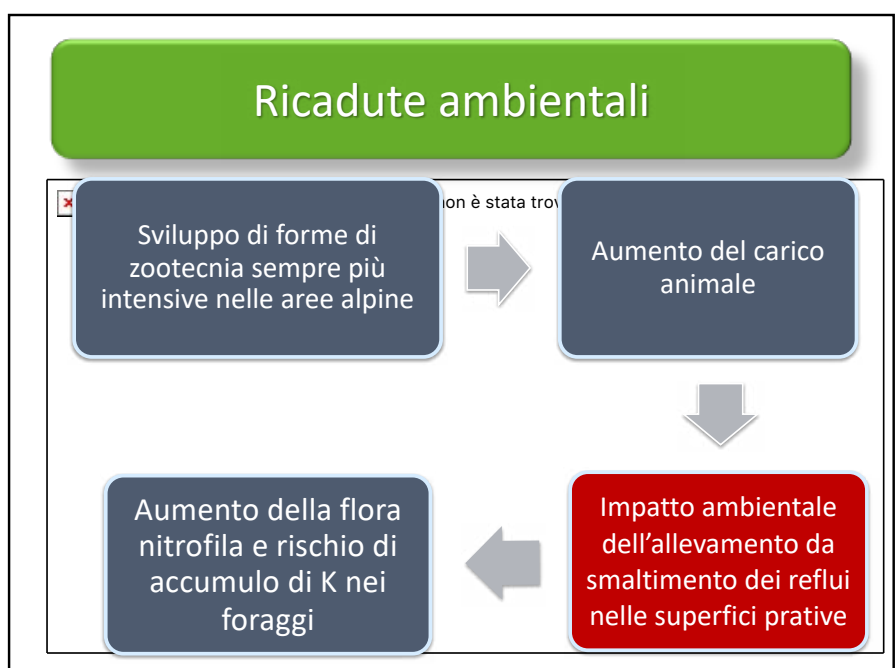 Ricadute ambientali
on è stata trov
Sviluppo di forme di
zootecnia sempre più
intensive nelle aree alpine
Aumento del carico
animale
Impatto ambientale
dell’allevamento da
smaltimento dei reflui
nelle superfici prative
Aumento della flora
nitrofila e rischio di
accumulo di K nei
foraggi